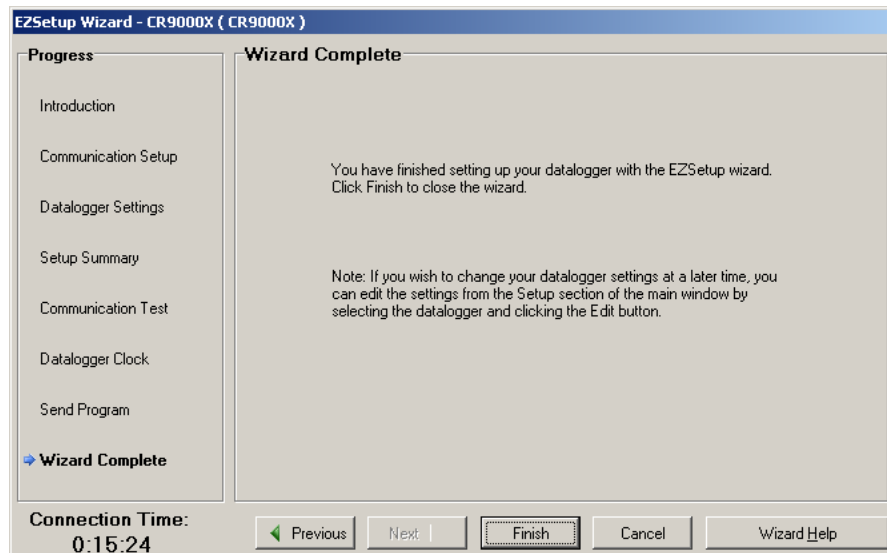 EZSetup Wizard - CR9000X ( CR9000X )
Progress
Introduction
Communication Setup
Datalogger Settings
Setup Summary
Communication Test
Datalogger Clock
Send Program
Wizard Complete
Connection Time:
0:15:24
Wizard Complete
You have finished setting up your datalogger with the EZSetup wizard.
Click Finish to close the wizard.
Note: If you wish to change your datalogger settings at a later time, you
can edit the settings from the Setup section of the main window by
selecting the datalogger and clicking the Edit button.
Previous
Next
Finish
Cancel
Wizard Help